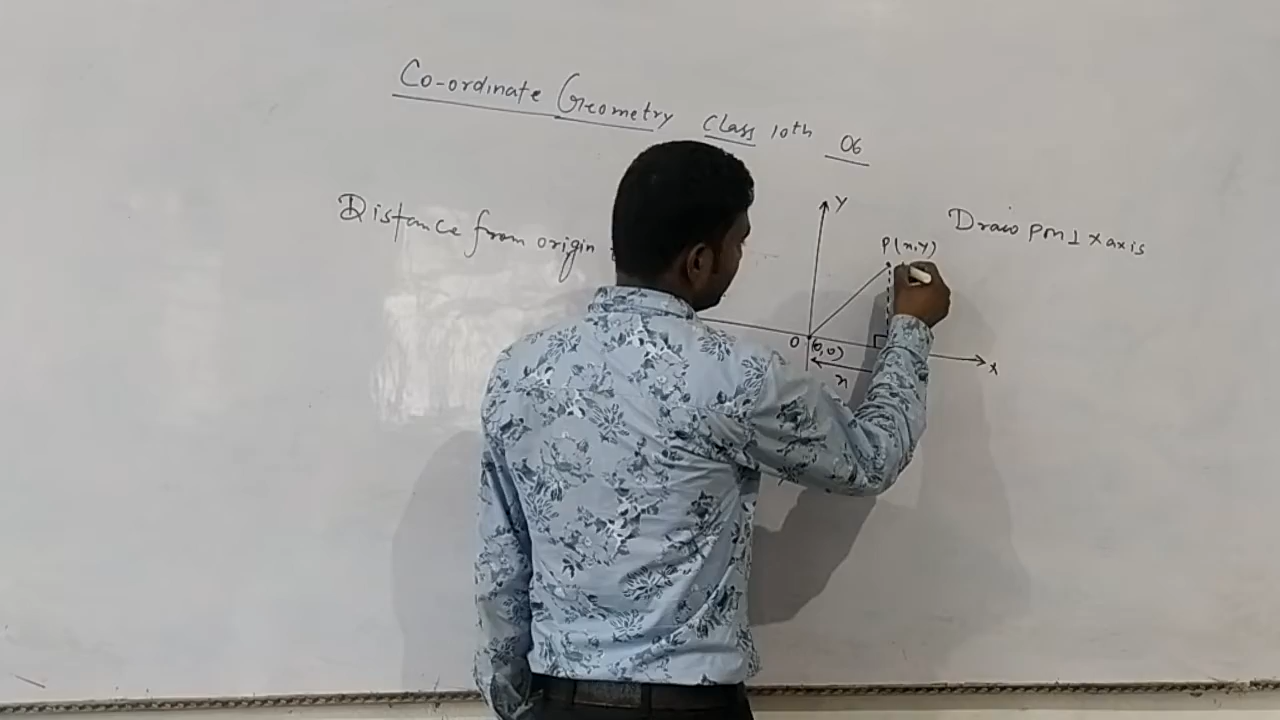 Co-ordinate Geometry Class 10th 06
Distance from origin
Y
Draw PM ⊥ X axis
P(x,y)
O (0,0)
x
X